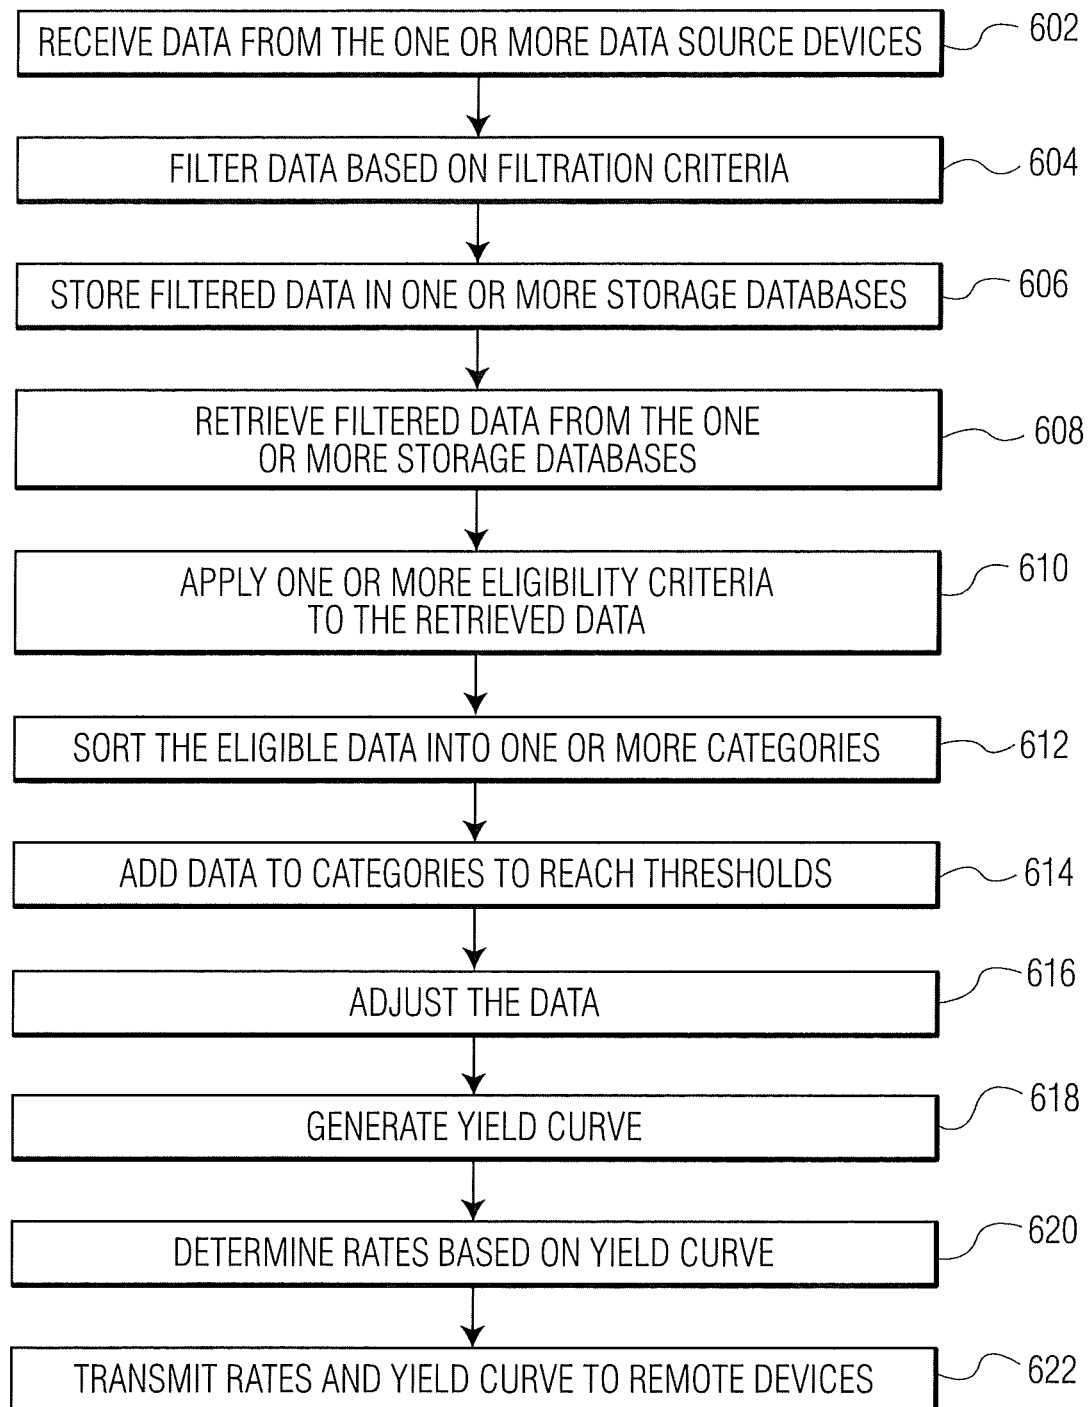 RECEIVE DATA FROM THE ONE OR MORE DATA SOURCE DEVICES 602
FILTER DATA BASED ON FILTRATION CRITERIA 604
STORE FILTERED DATA IN ONE OR MORE STORAGE DATABASES 606
RETRIEVE FILTERED DATA FROM THE ONE
OR MORE STORAGE DATABASES 608
APPLY ONE OR MORE ELIGIBILITY CRITERIA 610
TO THE RETRIEVED DATA
SORT THE ELIGIBLE DATA INTO ONE OR MORE CATEGORIES 612
ADD DATA TO CATEGORIES TO REACH THRESHOLDS 614
ADJUST THE DATA 616
GENERATE YIELD CURVE 618
DETERMINE RATES BASED ON YIELD CURVE 620
TRANSMIT RATES AND YIELD CURVE TO REMOTE DEVICES 622